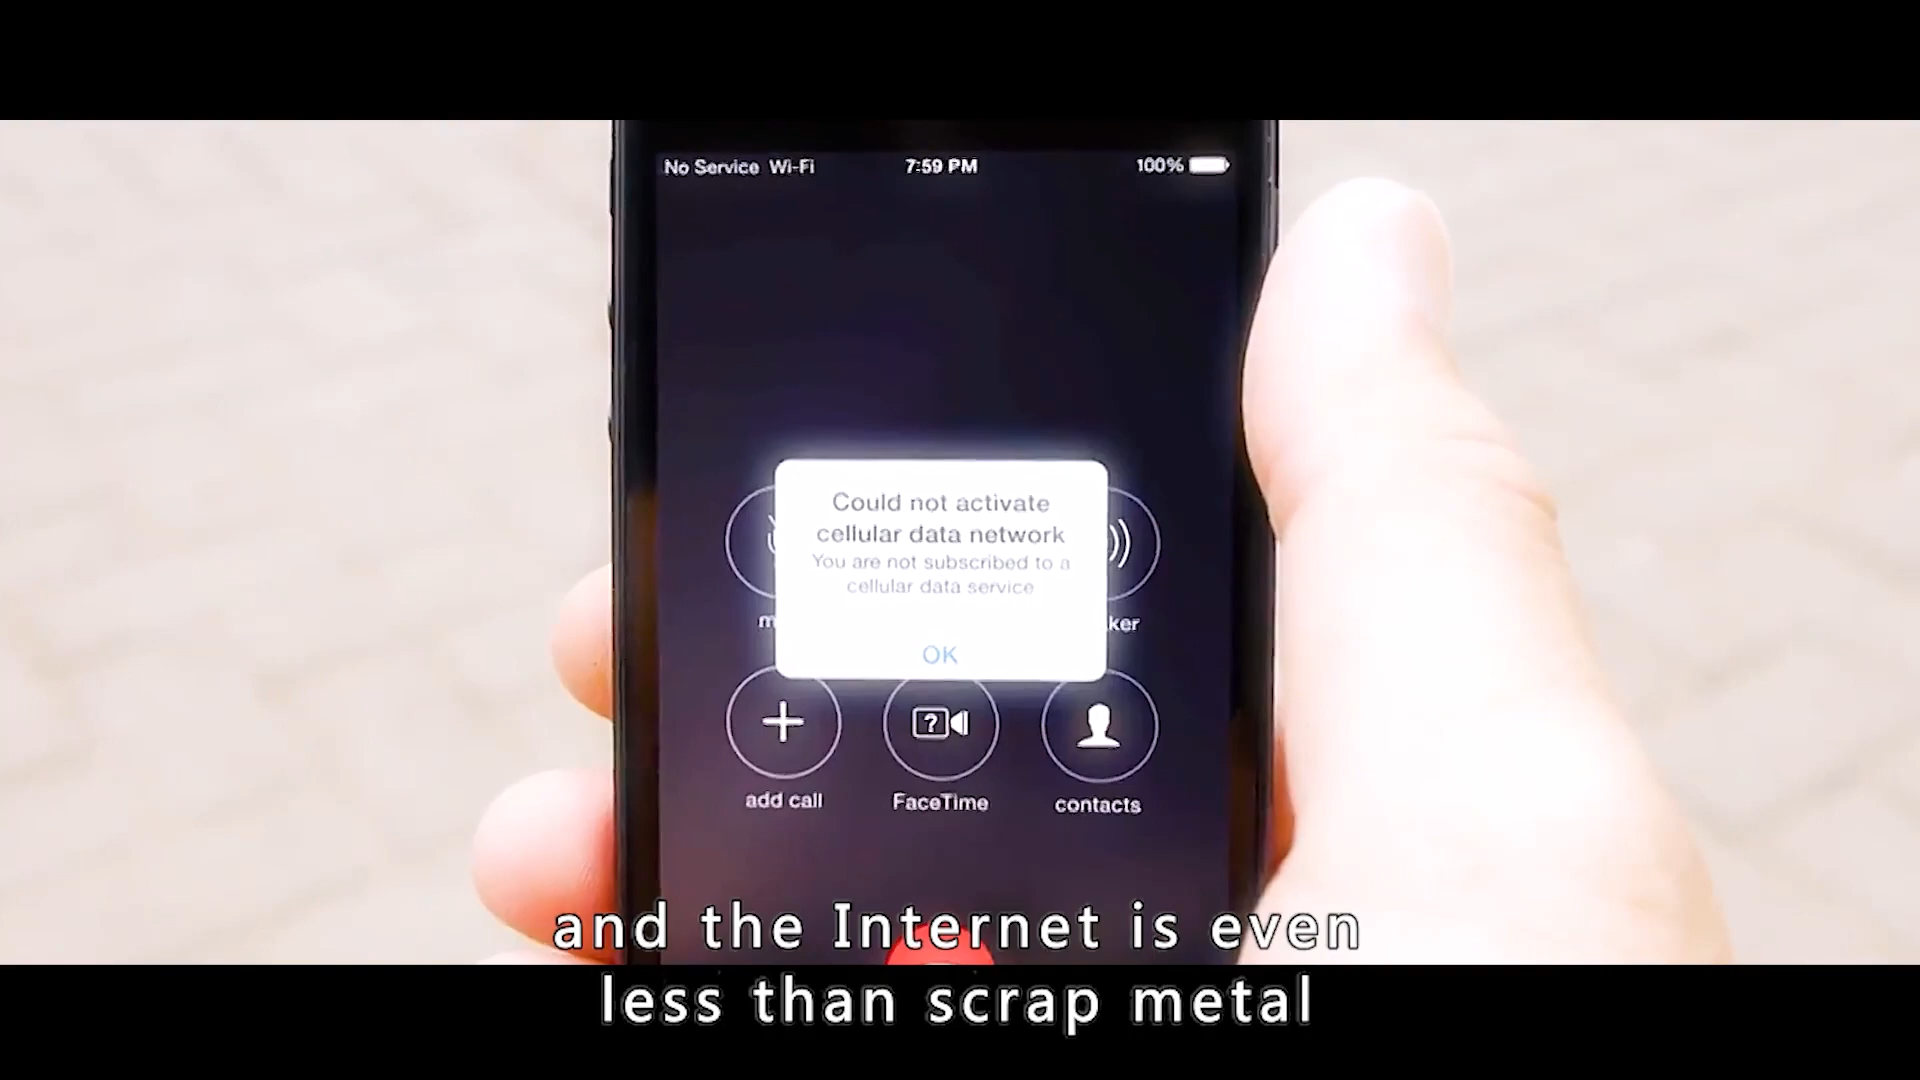 No Service Wi-Fi 7:59 PM 100%
Could not activate
cellular data network
You are not subscribed to a
cellular data service
OK
ker
add call FaceTime contacts
and the Internet is even
less than scrap metal